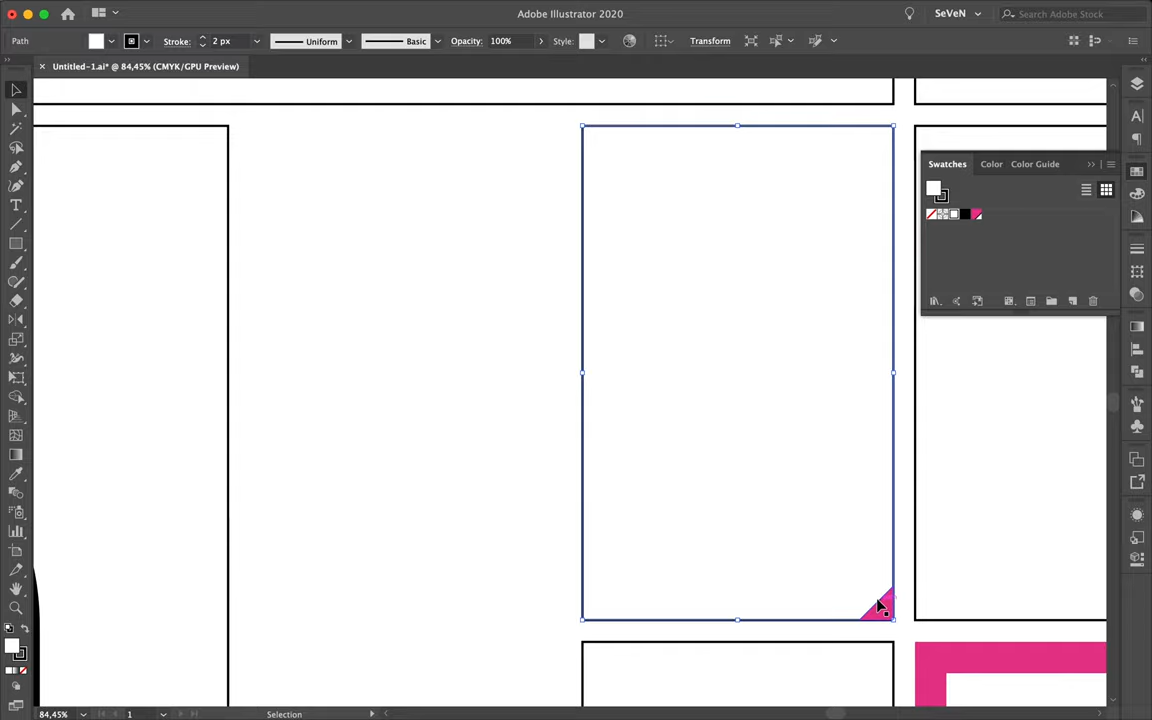 Adobe Illustrator 2020
SeVeN
Search Adobe Stock
Path
Stroke:
2 px
Uniform
Basic
Opacity:
100%
Style:
Transform
× Untitled-1.ai* @ 84,45% (CMYK/GPU Preview)
Swatches
Color
Color Guide
84,45%
1
Selection